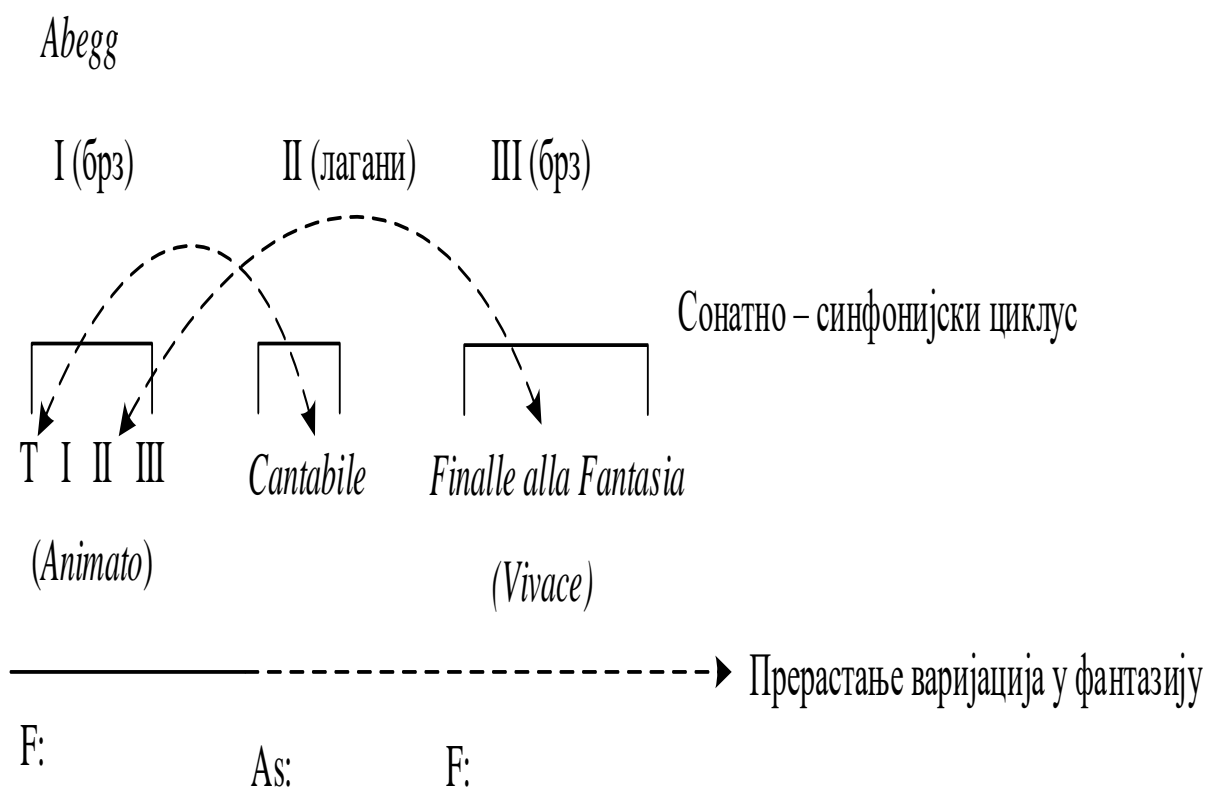 Abegg
I (брз) II (лагани) III (брз)
Сонатно – синфонијски циклус
T I II III Cantabile Finalle alla Fantasia
(Animato) (Vivace)
Прерастање варијација у фантазију
F: As: F: